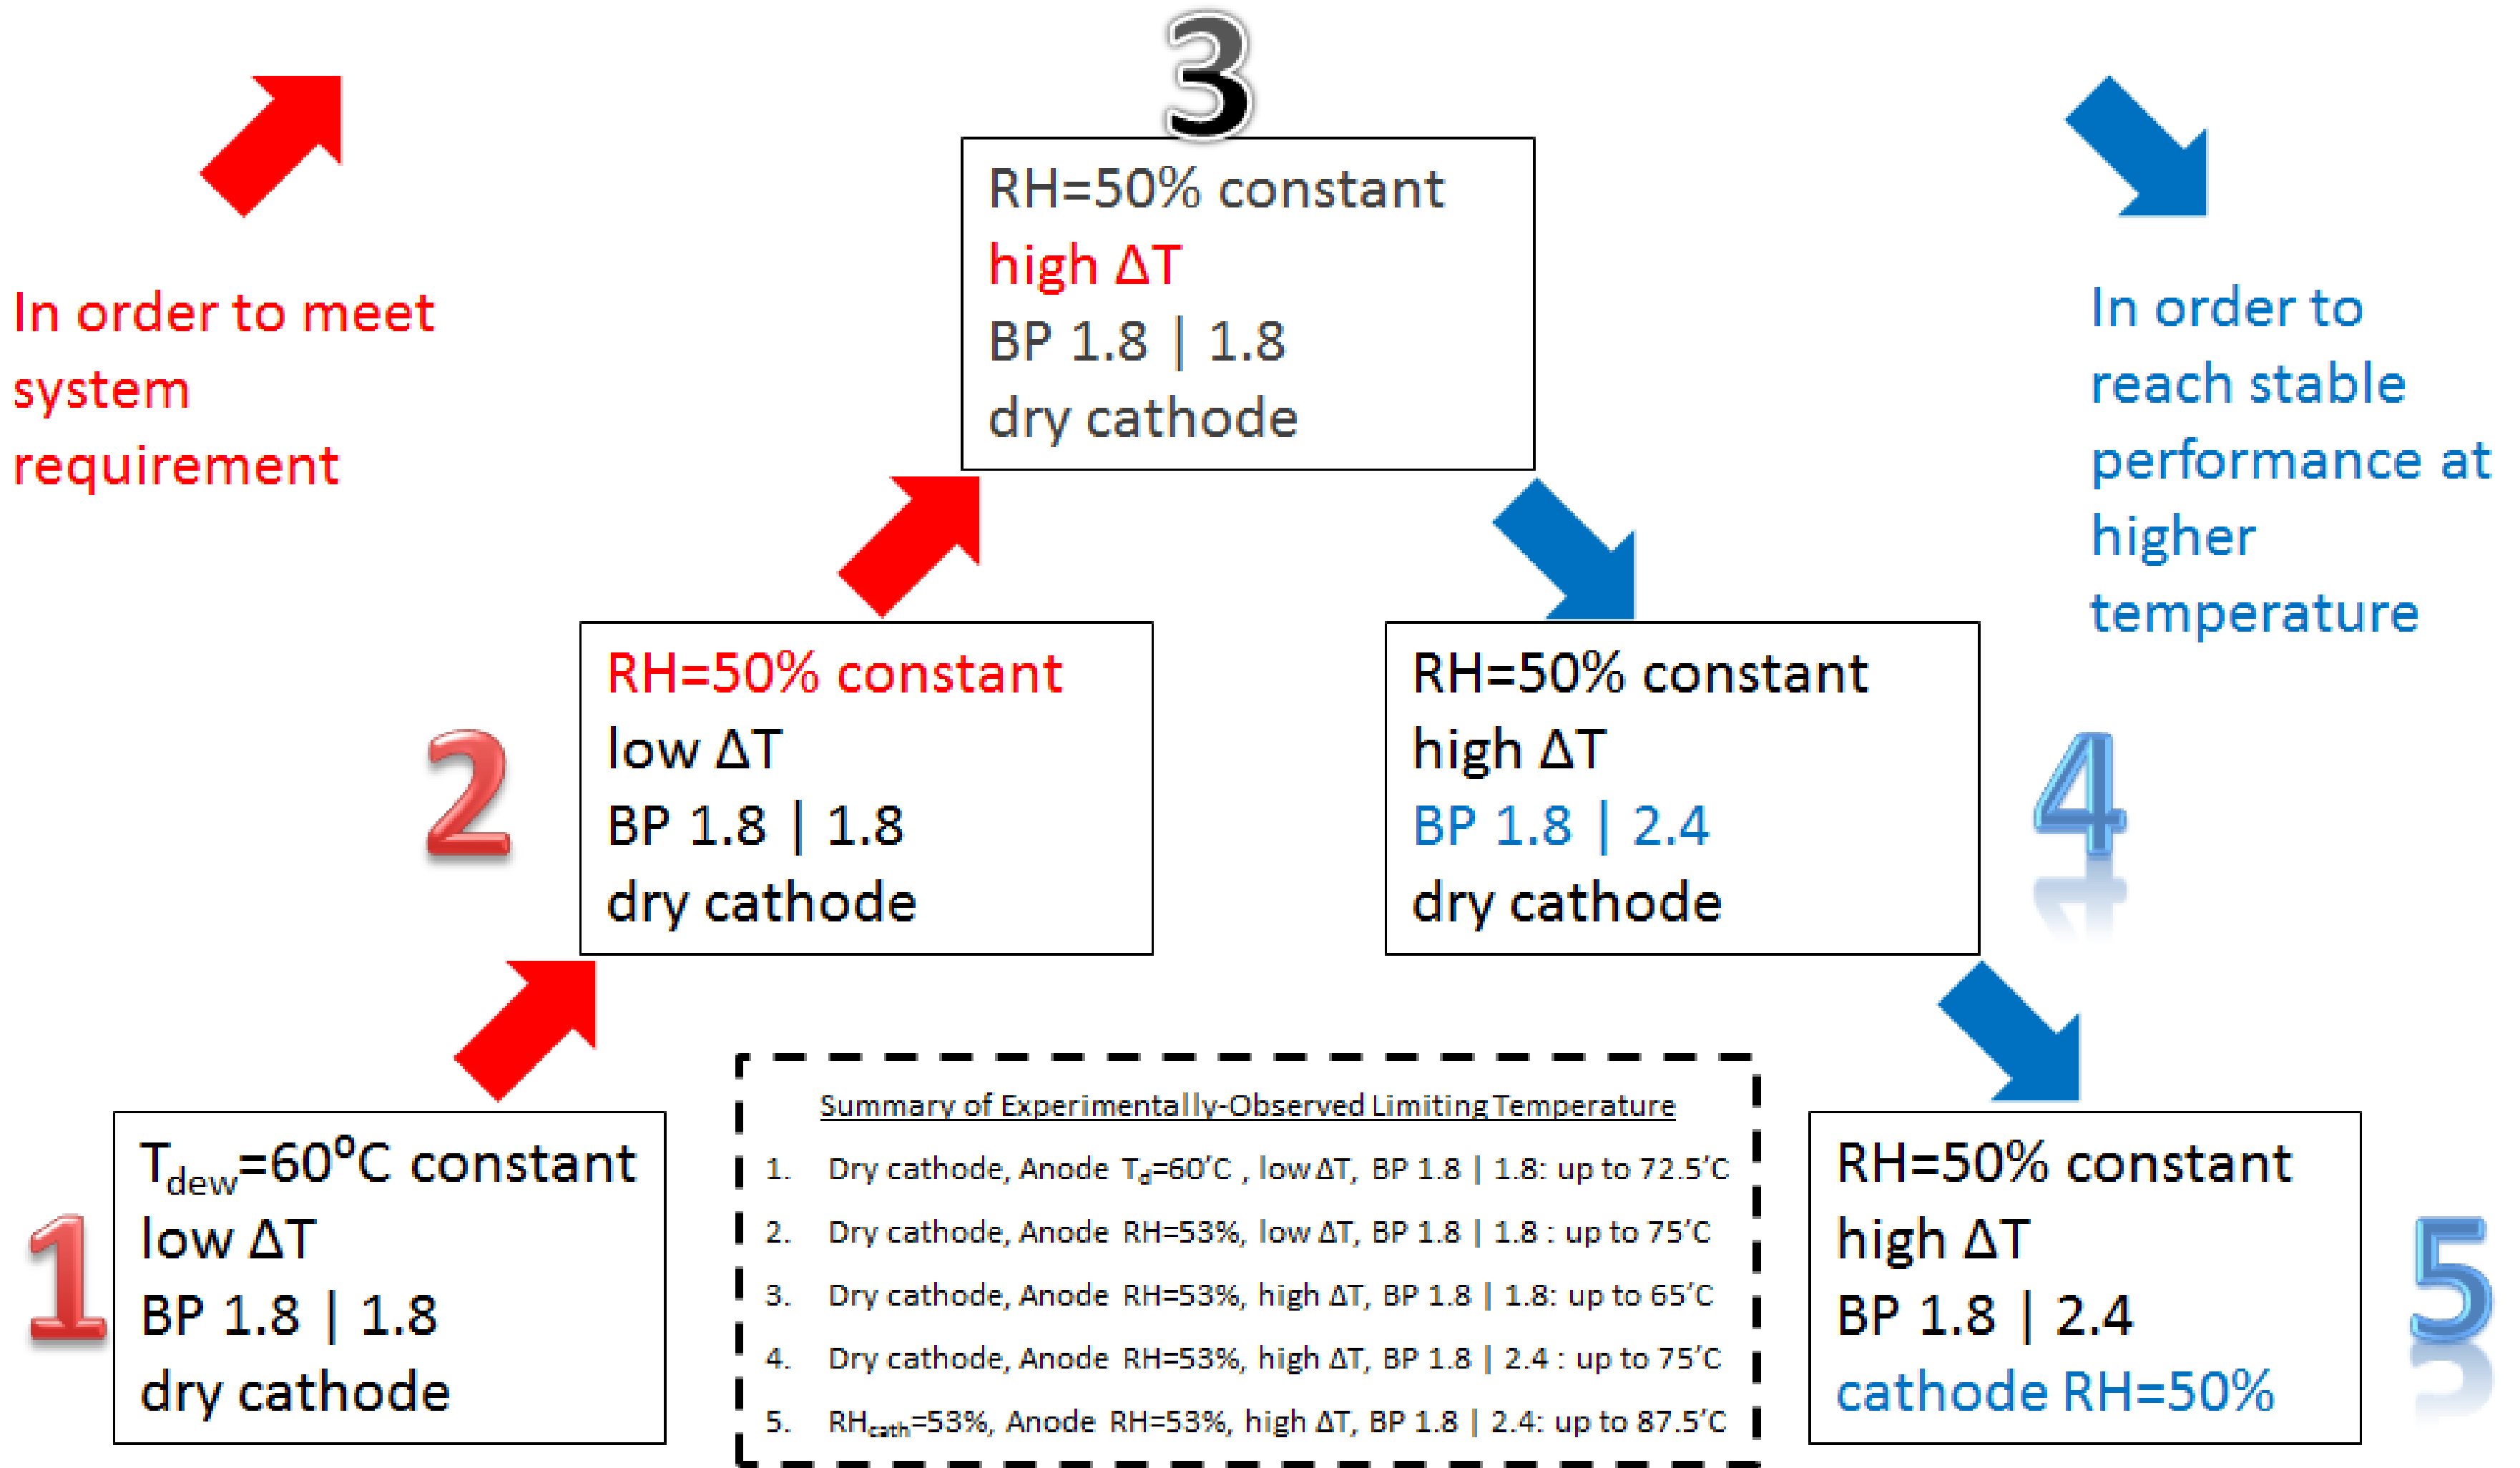 3
RH=50% constant
high ΔT
BP 1.8 | 1.8
dry cathode
In order to meet
system
requirement
In order to
reach stable
performance at
higher
temperature
2
RH=50% constant
low ΔT
BP 1.8 | 1.8
dry cathode
RH=50% constant
high ΔT
BP 1.8 | 2.4
dry cathode
4
1
Tdew=60⁰C constant
low ΔT
BP 1.8 | 1.8
dry cathode
Summary of Experimentally-Observed Limiting Temperature
1. Dry cathode, Anode Td=60’C , low ΔT, BP 1.8 | 1.8: up to 72.5’C
2. Dry cathode, Anode RH=53%, low ΔT, BP 1.8 | 1.8 : up to 75’C
3. Dry cathode, Anode RH=53%, high ΔT, BP 1.8 | 1.8: up to 65’C
4. Dry cathode, Anode RH=53%, high ΔT, BP 1.8 | 2.4 : up to 75’C
5. RHcath=53%, Anode RH=53%, high ΔT, BP 1.8 | 2.4: up to 87.5’C
RH=50% constant
high ΔT
BP 1.8 | 2.4
cathode RH=50%
5